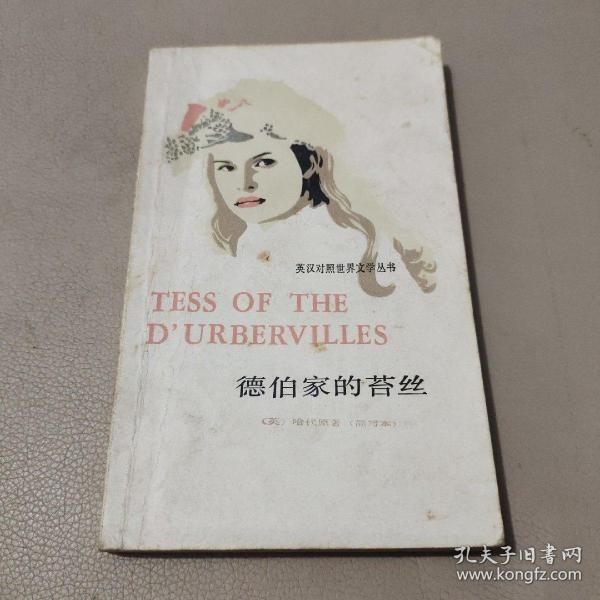 英汉对照世界文学丛书
TESS OF THE
D'URBERVILLES
德伯家的苔丝
〔英〕哈代原著（简写本）
孔夫子旧书网
www.kongfz.com